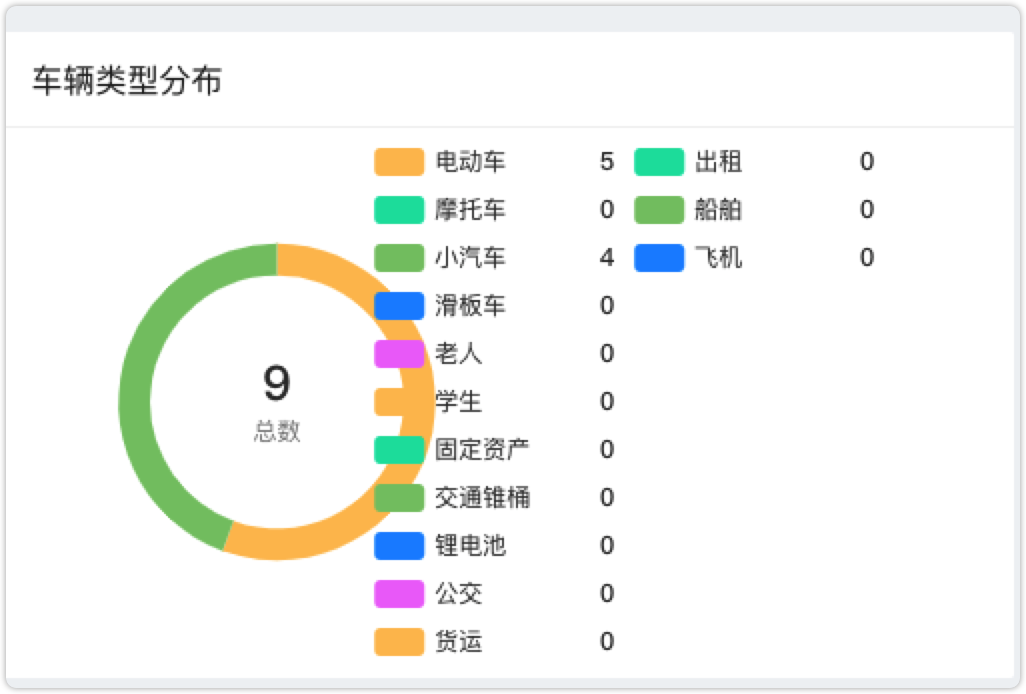 车辆类型分布
电动车 5 出租 0
摩托车 0 船舶 0
小汽车 4 飞机 0
滑板车 0
老人 0
9
学生 0
总数
固定资产 0
交通锥桶 0
锂电池 0
公交 0
货运 0